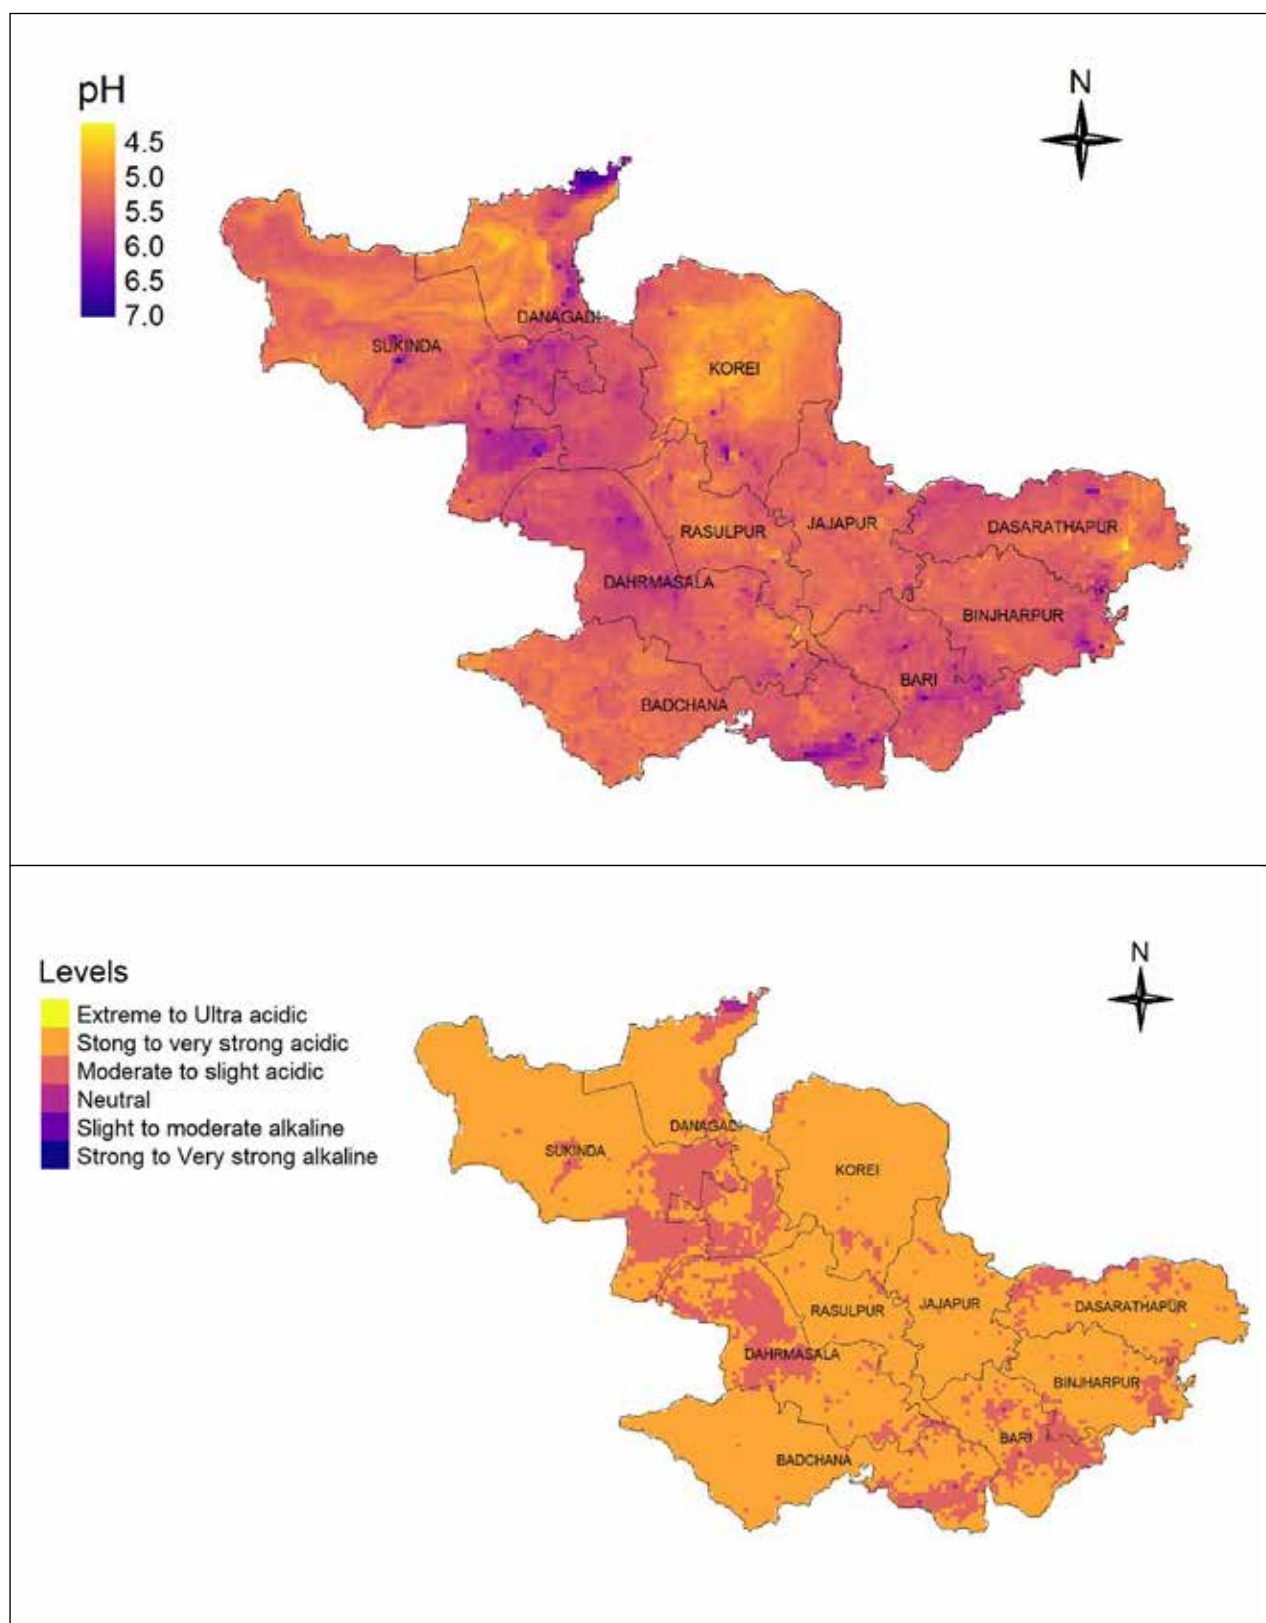 N
pH
4.5
5.0
5.5
6.0
6.5
7.0
DANAGADI
SUKINDA
KOREI
RASULPUR
JAJAPUR
DASARATHAPUR
DAHRMASALA
BINJHARPUR
BARI
BADCHANA
N
Levels
Extreme to Ultra acidic
Stong to very strong acidic
Moderate to slight acidic
Neutral
Slight to moderate alkaline
Strong to Very strong alkaline
DANAGADI
SUKINDA
KOREI
RASULPUR
JAJAPUR
DASARATHAPUR
DAHRMASALA
BINJHARPUR
BARI
BADCHANA